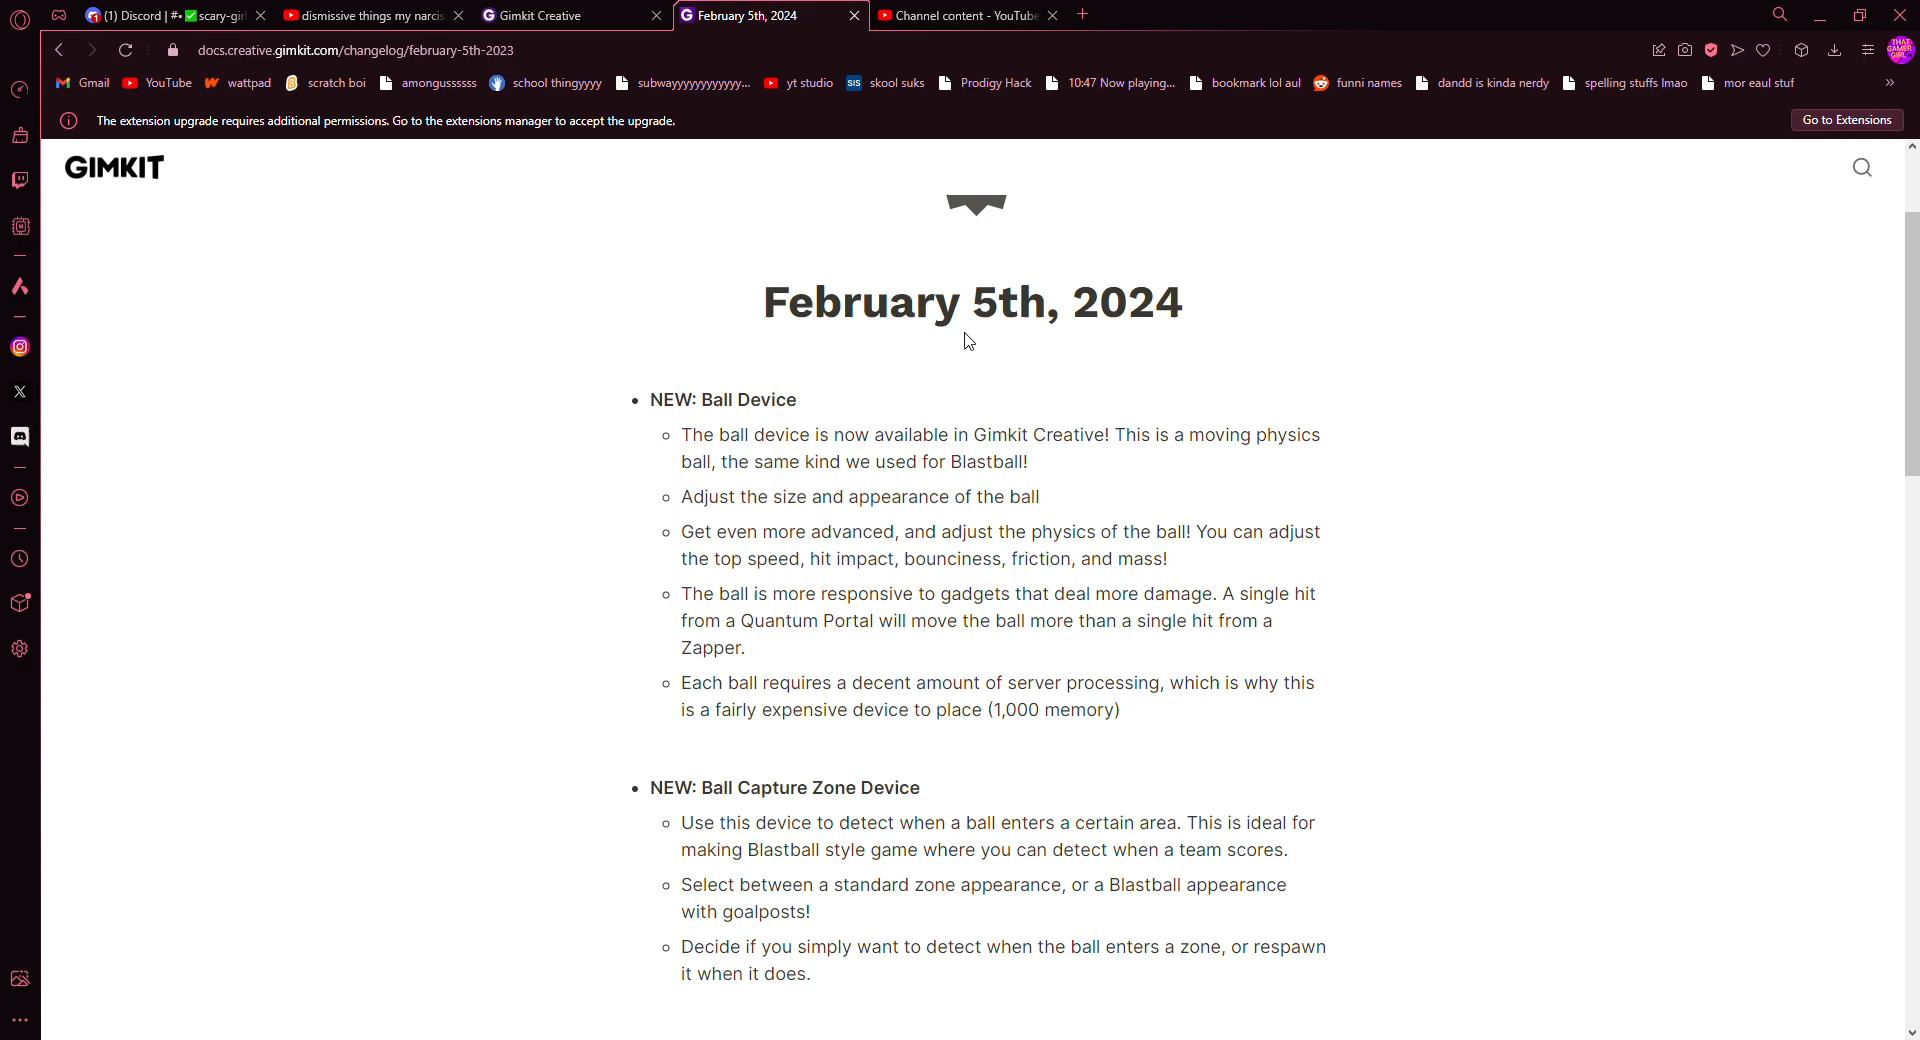 (1) Discord | #• ✅scary-girl
dismissive things my narcis
Gimkit Creative
February 5th, 2024
Channel content - YouTube
docs.creative.gimkit.com/changelog/february-5th-2023
THAT GAMER GIRL
Gmail
YouTube
wattpad
scratch boi
amongussssss
school thingyyyy
subwayyyyyyyyyyyy...
yt studio
SIS
skool suks
Prodigy Hack
10:47 Now playing...
bookmark lol aul
funni names
dandd is kinda nerdy
spelling stuffs lmao
mor eaul stuf
The extension upgrade requires additional permissions. Go to the extensions manager to accept the upgrade.
Go to Extensions
GIMKIT
February 5th, 2024
• NEW: Ball Device
The ball device is now available in Gimkit Creative! This is a moving physics
ball, the same kind we used for Blastball!
Adjust the size and appearance of the ball
Get even more advanced, and adjust the physics of the ball! You can adjust
the top speed, hit impact, bounciness, friction, and mass!
The ball is more responsive to gadgets that deal more damage. A single hit
from a Quantum Portal will move the ball more than a single hit from a
Zapper.
Each ball requires a decent amount of server processing, which is why this
is a fairly expensive device to place (1,000 memory)
• NEW: Ball Capture Zone Device
Use this device to detect when a ball enters a certain area. This is ideal for
making Blastball style game where you can detect when a team scores.
Select between a standard zone appearance, or a Blastball appearance
with goalposts!
Decide if you simply want to detect when the ball enters a zone, or respawn
it when it does.